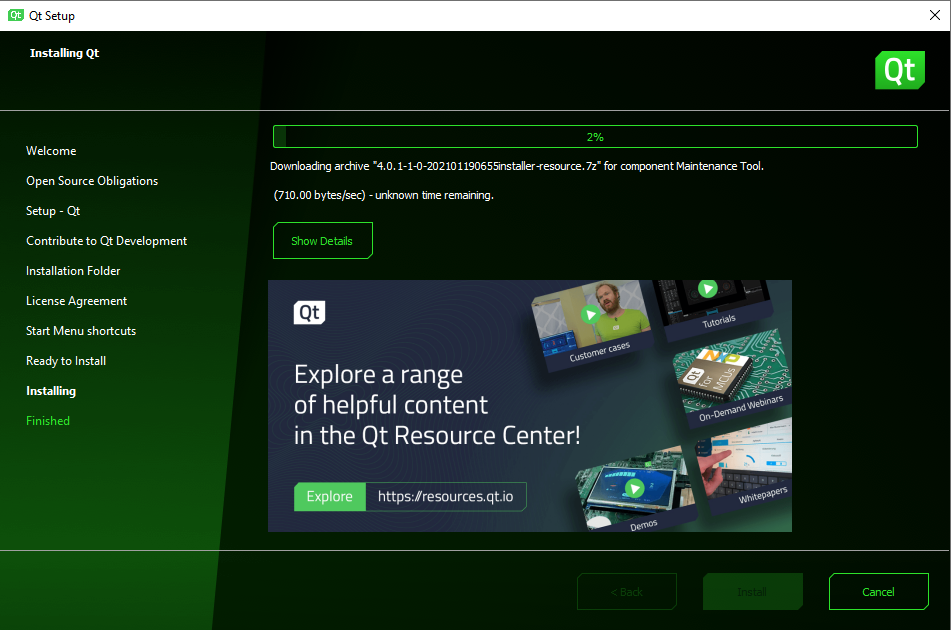 Qt Qt Setup
Installing Qt
Qt
Welcome
Open Source Obligations
Setup - Qt
Contribute to Qt Development
Installation Folder
License Agreement
Start Menu shortcuts
Ready to Install
Installing
Finished
2%
Downloading archive "4.0.1-1-0-202101190655installer-resource.7z" for component Maintenance Tool.
(710.00 bytes/sec) - unknown time remaining.
Show Details
Qt
Explore a range
of helpful content
in the Qt Resource Center!
Explore https://resources.qt.io
Customer cases
Tutorials
Qt
for
MCUs
On-Demand Webinars
Whitepapers
Demos
< Back
Install
Cancel